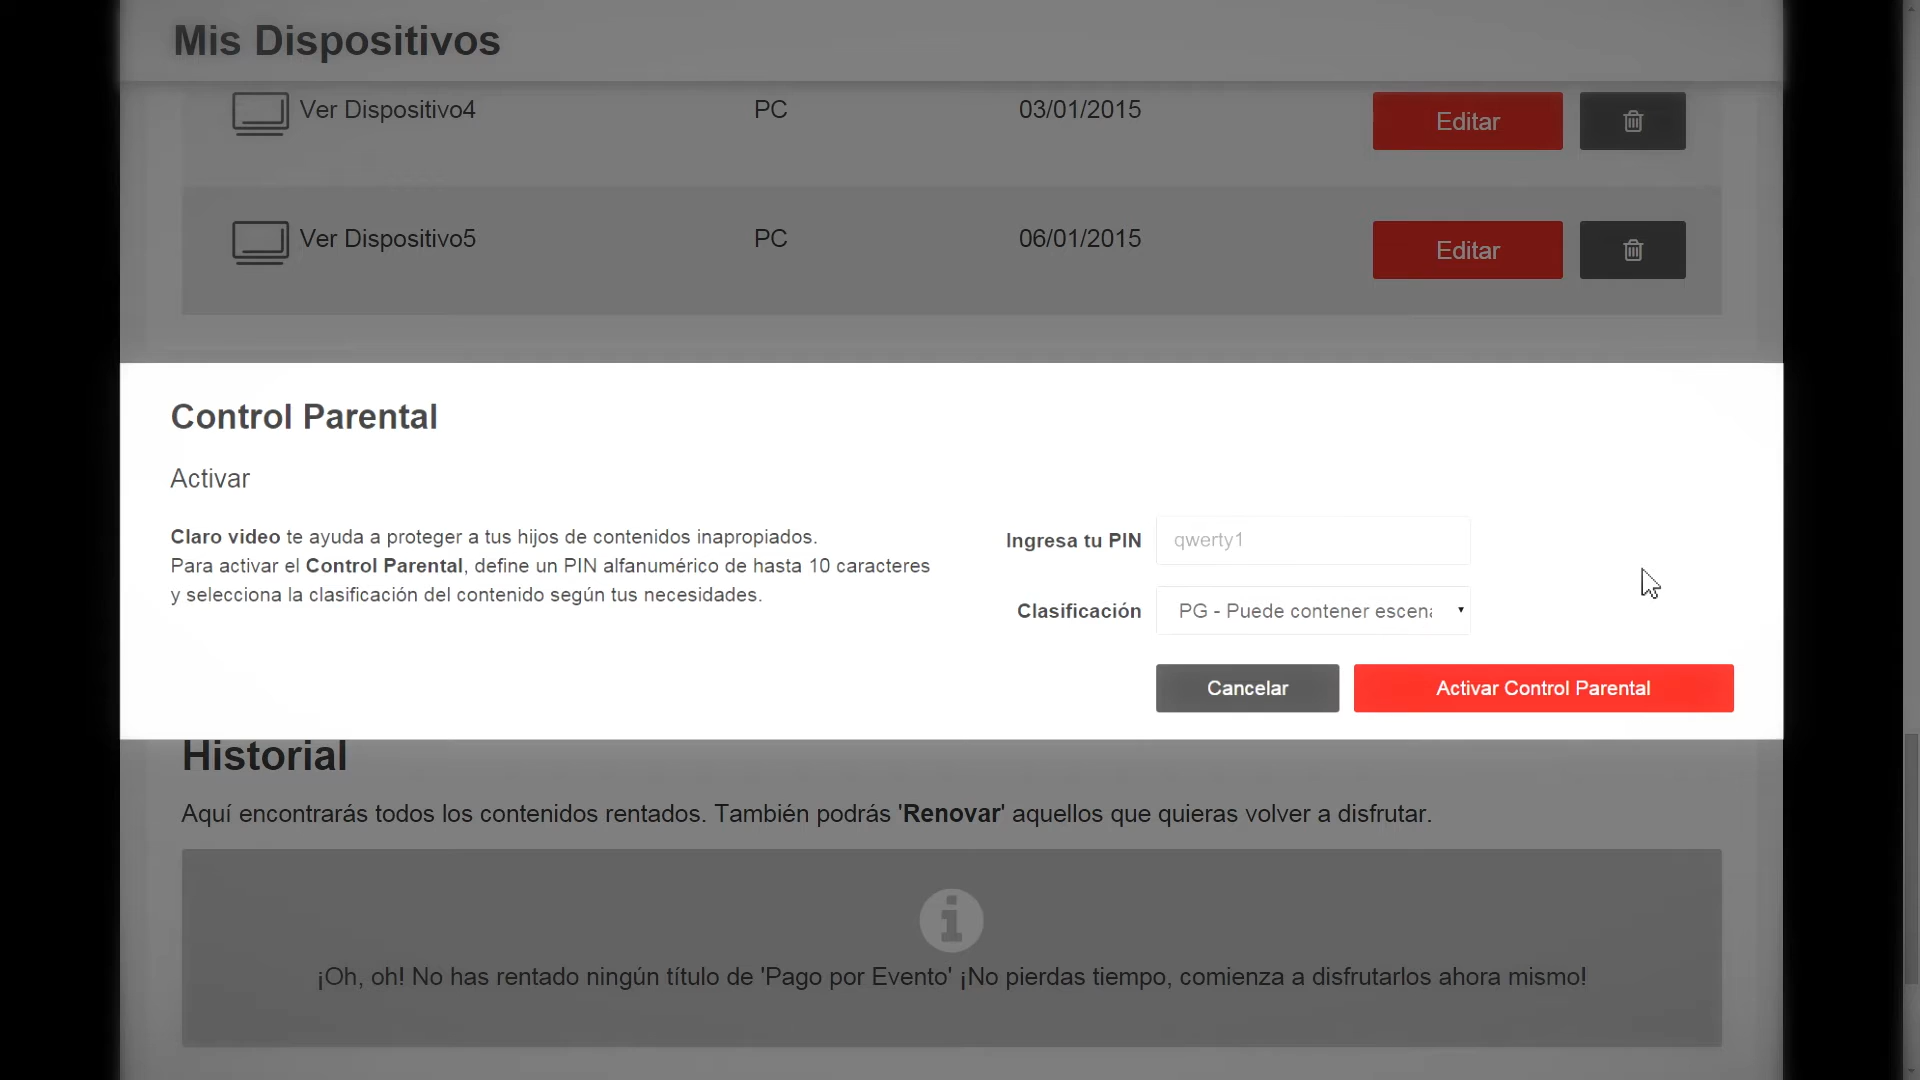 Mis Dispositivos
Ver Dispositivo4 PC 03/01/2015 Editar
Ver Dispositivo5 PC 06/01/2015 Editar
Control Parental
Activar
Claro video te ayuda a proteger a tus hijos de contenidos inapropiados.
Para activar el Control Parental, define un PIN alfanumérico de hasta 10 caracteres
y selecciona la clasificación del contenido según tus necesidades.
Ingresa tu PIN qwerty1
Clasificación PG - Puede contener escena
Cancelar Activar Control Parental
Historial
Aquí encontrarás todos los contenidos rentados. También podrás 'Renovar' aquellos que quieras volver a disfrutar.
¡Oh, oh! No has rentado ningún título de 'Pago por Evento' ¡No pierdas tiempo, comienza a disfrutarlos ahora mismo!